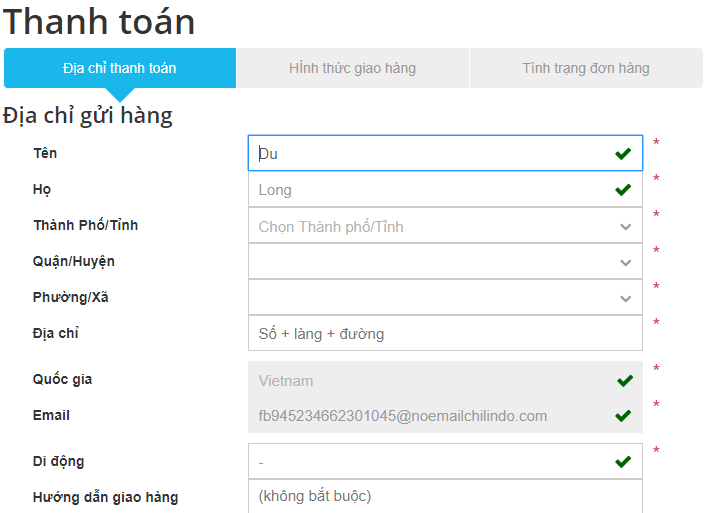 Thanh toán
Địa chỉ thanh toán Hình thức giao hàng Tình trạng đơn hàng
Địa chỉ gửi hàng
Tên Du *
Họ Long *
Thành Phố/Tỉnh Chọn Thành phố/Tỉnh *
Quận/Huyện *
Phường/Xã *
Địa chỉ Số + làng + đường *
Quốc gia Vietnam *
Email fb945234662301045@noemailchilindo.com *
Di động - *
Hướng dẫn giao hàng (không bắt buộc)